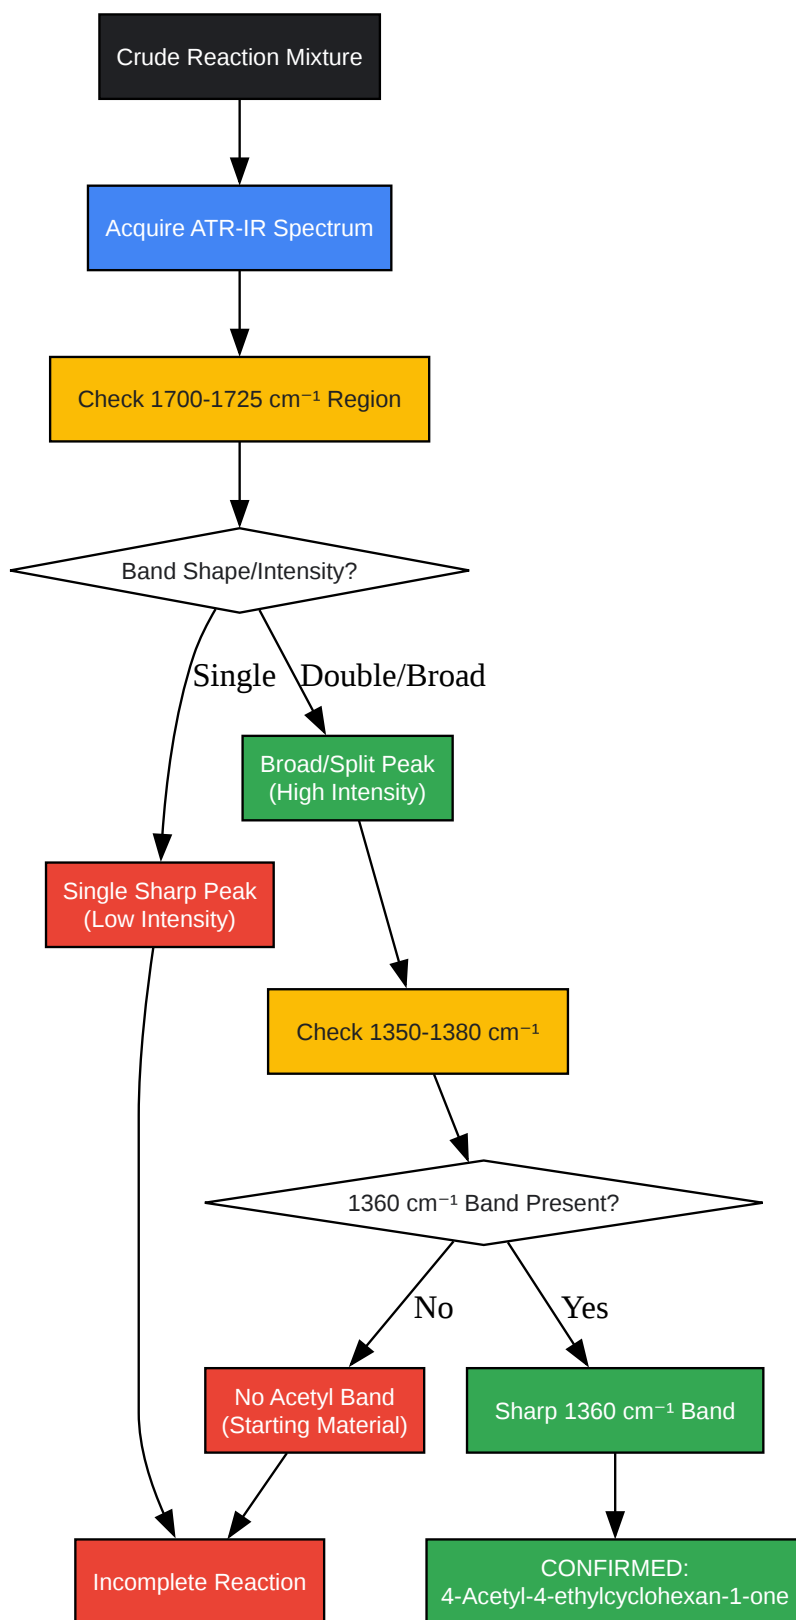 Crude Reaction Mixture
Acquire ATR-IR Spectrum
Check 1700-1725 cm⁻¹ Region
Band Shape/Intensity?
Single
Double/Broad
Broad/Split Peak
(High Intensity)
Single Sharp Peak
(Low Intensity)
Check 1350-1380 cm⁻¹
1360 cm⁻¹ Band Present?
No
Yes
No Acetyl Band
(Starting Material)
Sharp 1360 cm⁻¹ Band
Incomplete Reaction
CONFIRMED:
4-Acetyl-4-ethylcyclohexan-1-one